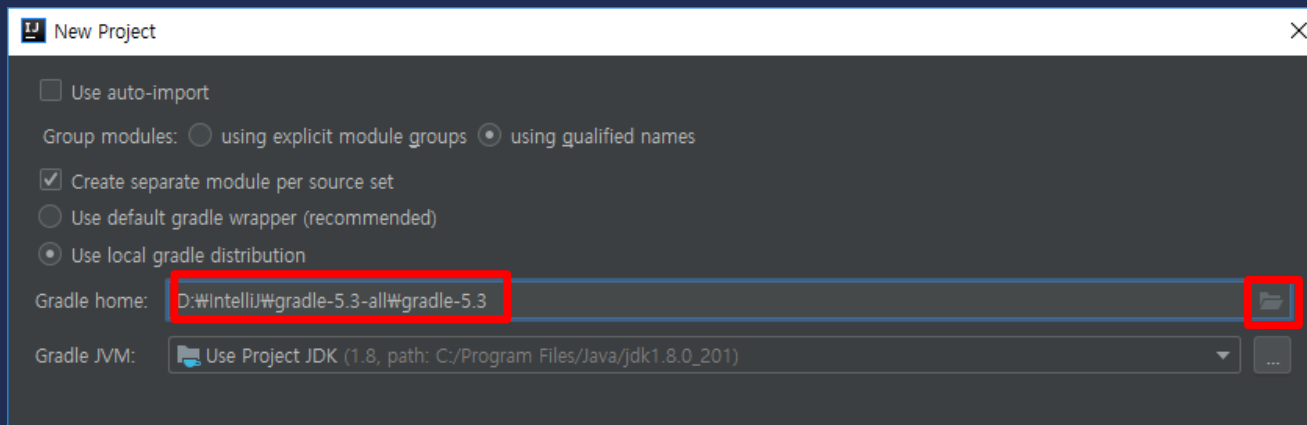 New Project
Use auto-import
Group modules: using explicit module groups using qualified names
Create separate module per source set
Use default gradle wrapper (recommended)
Use local gradle distribution
Gradle home: D:₩IntelliJ₩gradle-5.3-all₩gradle-5.3
Gradle JVM: Use Project JDK (1.8, path: C:/Program Files/Java/jdk1.8.0_201) ...